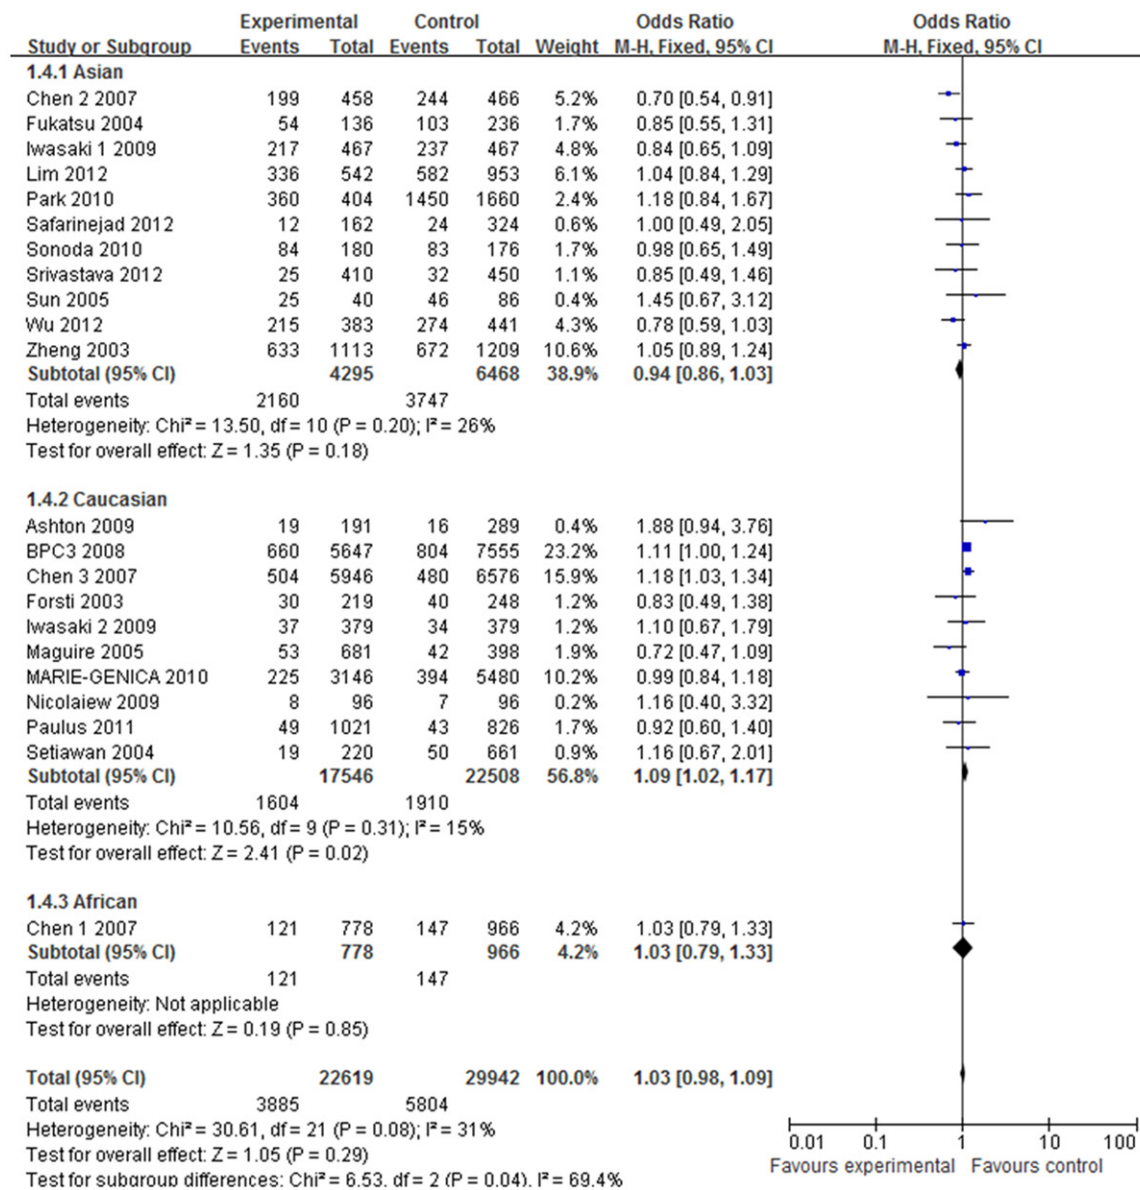 Experimental Control Odds Ratio Odds Ratio
Study or Subgroup Events Total Events Total Weight M-H, Fixed, 95% CI M-H, Fixed, 95% CI
1.4.1 Asian
Chen 2 2007 199 458 244 466 5.2% 0.70 [0.54, 0.91]
Fukatsu 2004 54 136 103 236 1.7% 0.85 [0.55, 1.31]
Iwasaki 1 2009 217 467 237 467 4.8% 0.84 [0.65, 1.09]
Lim 2012 336 542 582 953 6.1% 1.04 [0.84, 1.29]
Park 2010 360 404 1450 1660 2.4% 1.18 [0.84, 1.67]
Safarinejad 2012 12 162 24 324 0.6% 1.00 [0.49, 2.05]
Sonoda 2010 84 180 83 176 1.7% 0.98 [0.65, 1.49]
Srivastava 2012 25 410 32 450 1.1% 0.85 [0.49, 1.46]
Sun 2005 25 40 46 86 0.4% 1.45 [0.67, 3.12]
Wu 2012 215 383 274 441 4.3% 0.78 [0.59, 1.03]
Zheng 2003 633 1113 672 1209 10.6% 1.05 [0.89, 1.24]
Subtotal (95% CI) 4295 6468 38.9% 0.94 [0.86, 1.03]
Total events 2160 3747
Heterogeneity: Chi² = 13.50, df = 10 (P = 0.20); I² = 26%
Test for overall effect: Z = 1.35 (P = 0.18)
1.4.2 Caucasian
Ashton 2009 19 191 16 289 0.4% 1.88 [0.94, 3.76]
BPC3 2008 660 5647 804 7555 23.2% 1.11 [1.00, 1.24]
Chen 3 2007 504 5946 480 6576 15.9% 1.18 [1.03, 1.34]
Forsti 2003 30 219 40 248 1.2% 0.83 [0.49, 1.38]
Iwasaki 2 2009 37 379 34 379 1.2% 1.10 [0.67, 1.79]
Maguire 2005 53 681 42 398 1.9% 0.72 [0.47, 1.09]
MARIE-GENICA 2010 225 3146 394 5480 10.2% 0.99 [0.84, 1.18]
Nicolaiew 2009 8 96 7 96 0.2% 1.16 [0.40, 3.32]
Paulus 2011 49 1021 43 826 1.7% 0.92 [0.60, 1.40]
Setiawan 2004 19 220 50 661 0.9% 1.16 [0.67, 2.01]
Subtotal (95% CI) 17546 22508 56.8% 1.09 [1.02, 1.17]
Total events 1604 1910
Heterogeneity: Chi² = 10.56, df = 9 (P = 0.31); I² = 15%
Test for overall effect: Z = 2.41 (P = 0.02)
1.4.3 African
Chen 1 2007 121 778 147 966 4.2% 1.03 [0.79, 1.33]
Subtotal (95% CI) 778 966 4.2% 1.03 [0.79, 1.33]
Total events 121 147
Heterogeneity: Not applicable
Test for overall effect: Z = 0.19 (P = 0.85)
Total (95% CI) 22619 29942 100.0% 1.03 [0.98, 1.09]
Total events 3885 5804
Heterogeneity: Chi² = 30.61, df = 21 (P = 0.08); I² = 31%
Test for overall effect: Z = 1.05 (P = 0.29)
Test for subgroup differences: Chi² = 6.53, df = 2 (P = 0.04), I² = 69.4%
0.01 0.1 1 10 100
Favours experimental Favours control